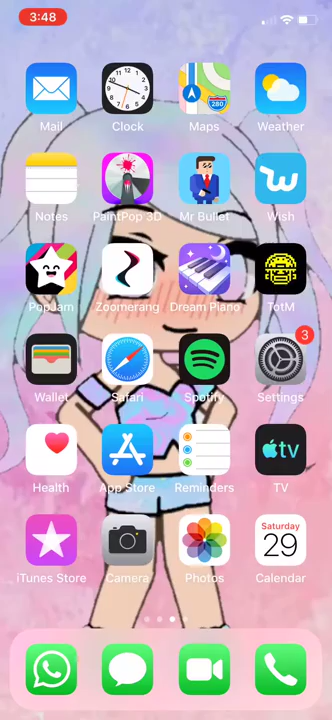 3:48
Mail Clock Maps Weather
Notes PaintPop 3D Mr Bullet Wish
PopJam Zoomerang Dream Piano TotM
3
Wallet Safari Spotify Settings
tv
Health App Store Reminders TV
Saturday
29
iTunes Store Camera Photos Calendar